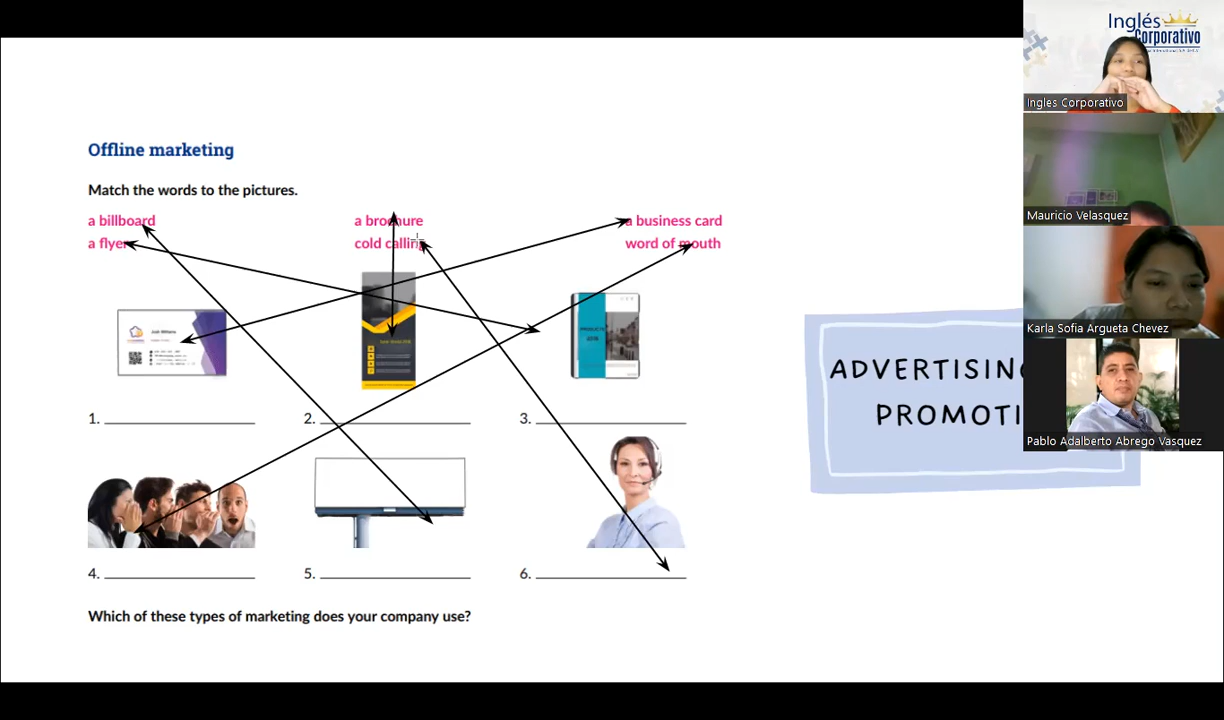 Inglés
Corporativo
Ingles Corporativo
Mauricio Velasquez
Karla Sofia Argueta Chevez
Pablo Adalberto Abrego Vasquez
Offline marketing
Match the words to the pictures.
a billboard a brochure a business card
a flyer cold calling word of mouth
1. 2. 3.
4. 5. 6.
Which of these types of marketing does your company use?
ADVERTISING
PROMOTI